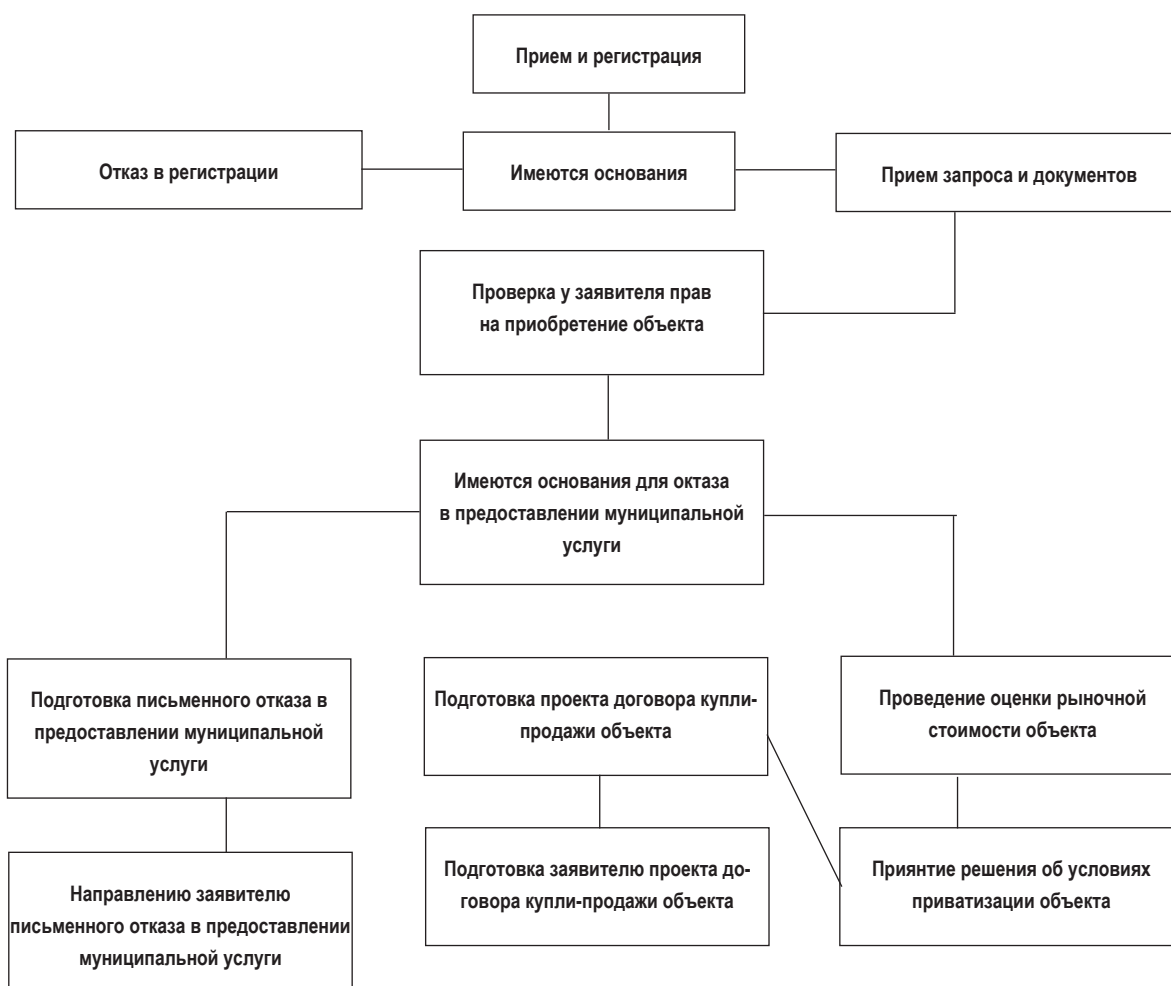 Прием и регистрация
Отказ в регистрации
Имеются основания
Прием запроса и документов
Проверка у заявителя прав
на приобретение объекта
Имеются основания для октаза
в предоставлении муниципальной
услуги
Подготовка письменного отказа в
предоставлении муниципальной
услуги
Подготовка проекта договора купли-
продажи объекта
Проведение оценки рыночной
стоимости объекта
Направлению заявителю
письменного отказа в предоставлении
муниципальной услуги
Подготовка заявителю проекта до-
говора купли-продажи объекта
Приянтие решения об условиях
приватизации объекта